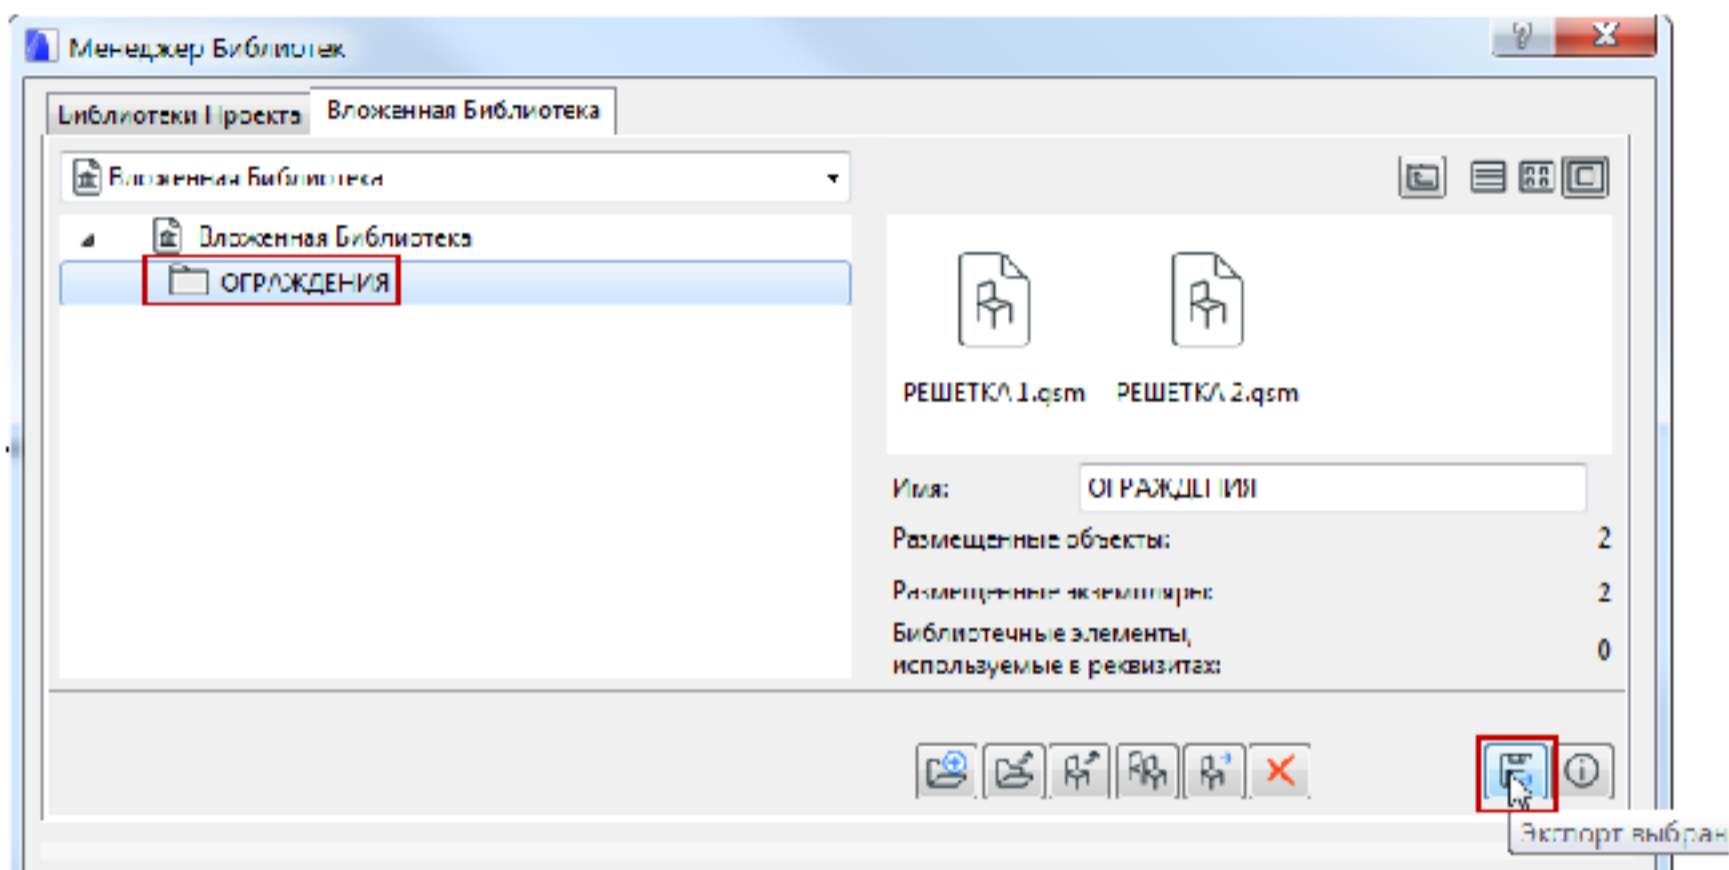 Менеджер Библиотек
Библиотеки Проекта
Вложенная Библиотека
Вложенная Библиотека
Вложенная Библиотека
ОГРАЖДЕНИЯ
РЕШЕТКА 1.gsm
РЕШЕТКА 2.gsm
Имя:
ОГРАЖДЕНИЯ
Размещенные объекты:
2
Размещенные экземпляры:
2
Библиотечные элементы,
используемые в реквизитах:
0
Экспорт выбран